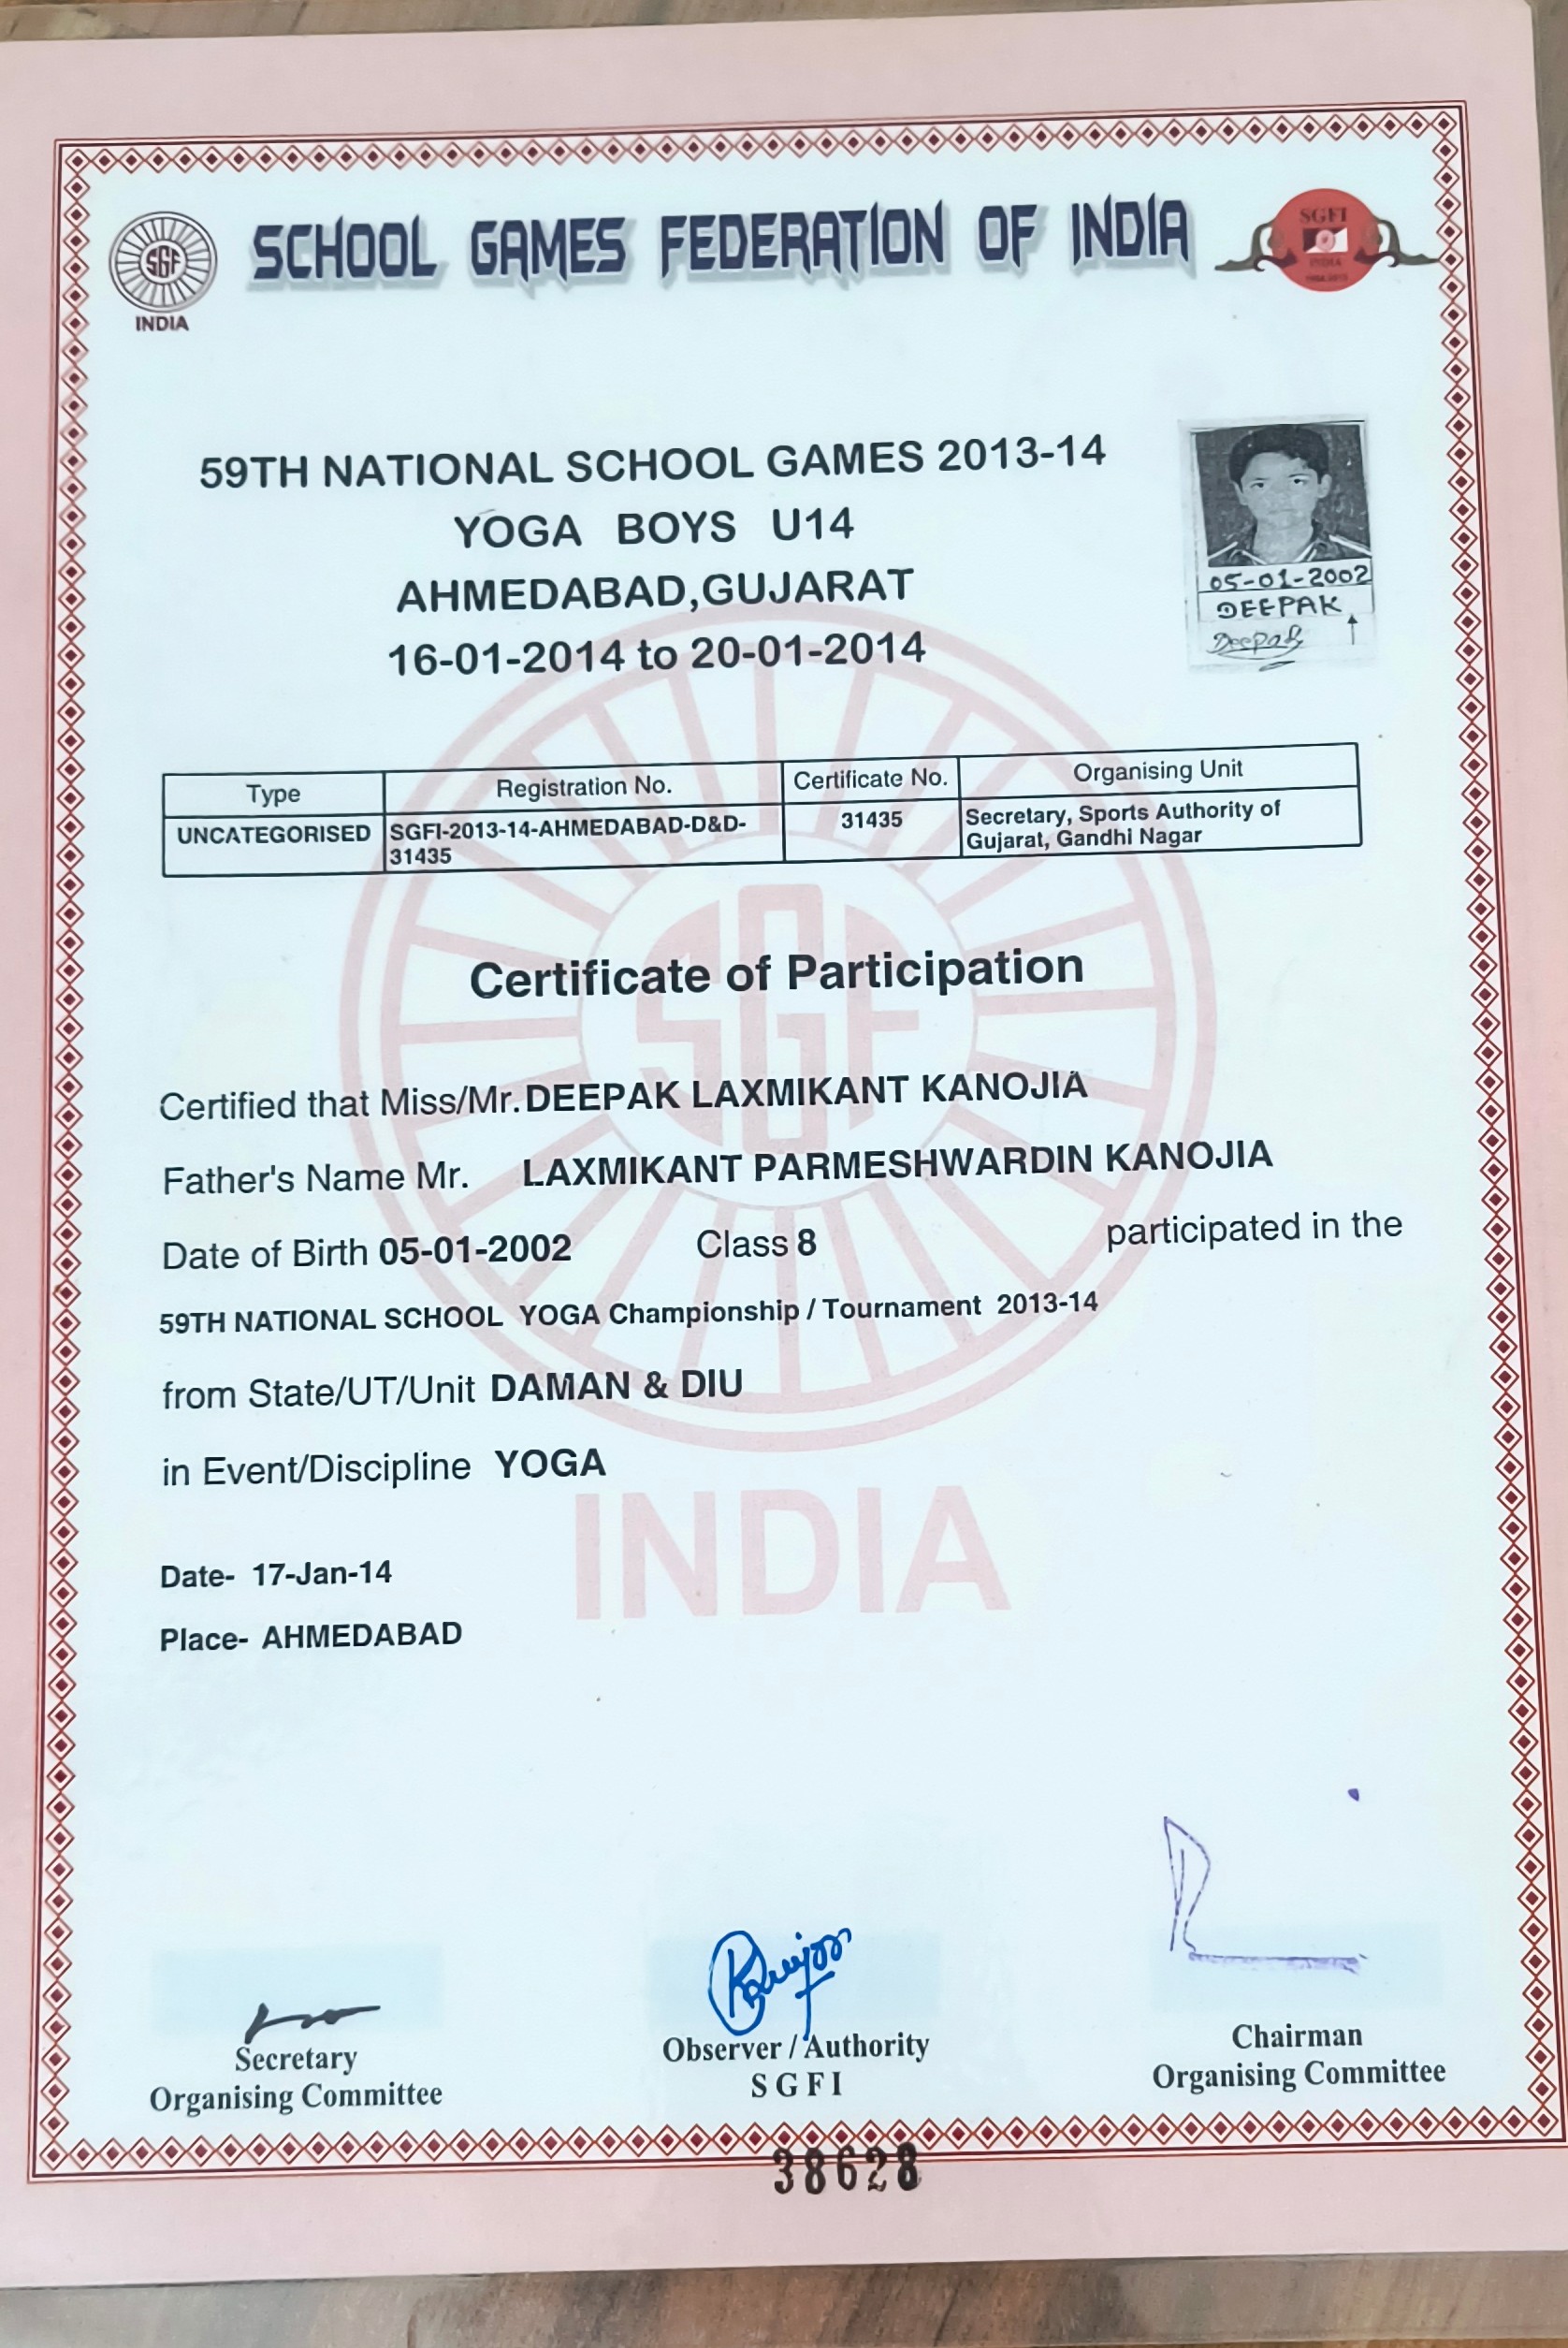 SGF
INDIA
SCHOOL GAMES FEDERATION OF INDIA
SGFI
INDIA
59TH NATIONAL SCHOOL GAMES 2013-14
YOGA BOYS U14
AHMEDABAD,GUJARAT
16-01-2014 to 20-01-2014
05-01-2002
DEEPAK
Deepak
Type Registration No. Certificate No. Organising Unit
UNCATEGORISED SGFI-2013-14-AHMEDABAD-D&D- 31435 Secretary, Sports Authority of
31435 Gujarat, Gandhi Nagar
SGF
Certificate of Participation
Certified that Miss/Mr. DEEPAK LAXMIKANT KANOJIA
Father's Name Mr. LAXMIKANT PARMESHWARDIN KANOJIA
Date of Birth 05-01-2002 Class 8 participated in the
59TH NATIONAL SCHOOL YOGA Championship / Tournament 2013-14
from State/UT/Unit DAMAN & DIU
in Event/Discipline YOGA
INDIA
Date- 17-Jan-14
Place- AHMEDABAD
Secretary
Organising Committee
Observer / Authority
S G F I
Chairman
Organising Committee
38628